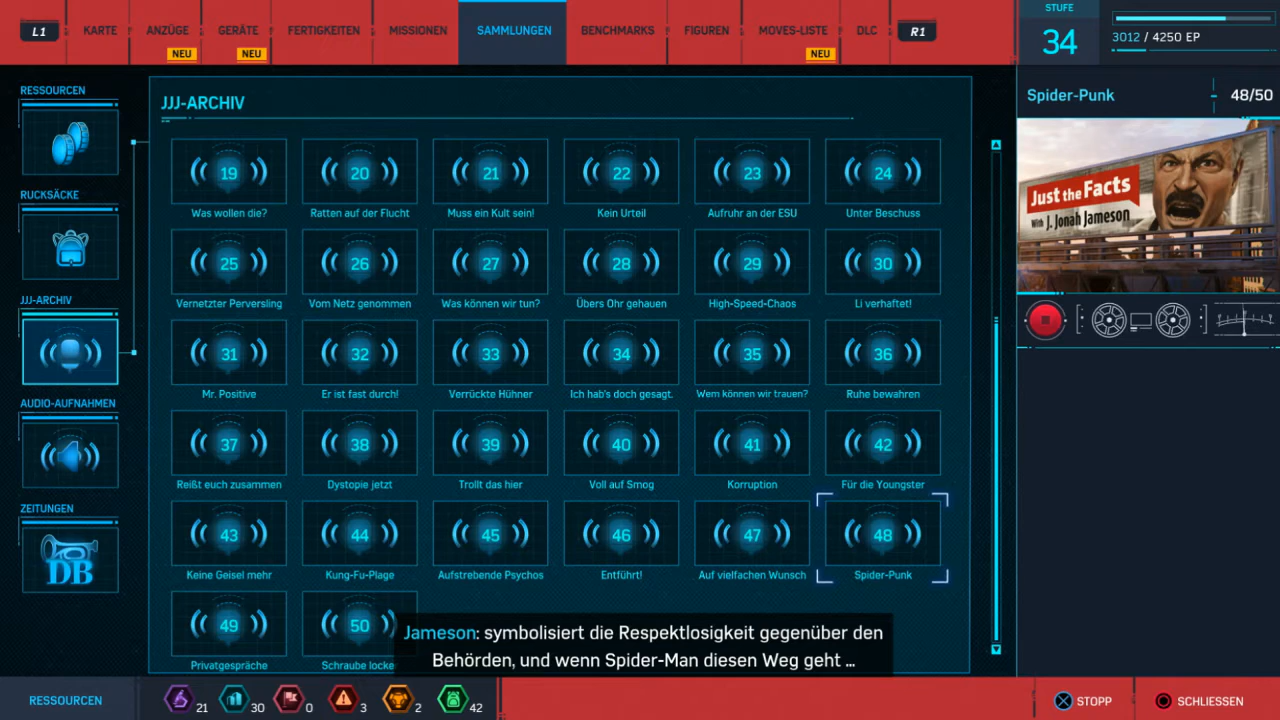 L1
KARTE
ANZÜGE
GERÄTE
FERTIGKEITEN
MISSIONEN
SAMMLUNGEN
BENCHMARKS
FIGUREN
MOVES-LISTE
DLC
R1
NEU
NEU
NEU
STUFE
34
3012 / 4250 EP
RESSOURCEN
RUCKSÄCKE
JJJ-ARCHIV
AUDIO-AUFNAHMEN
ZEITUNGEN
DB
JJJ-ARCHIV
19 20 21 22 23 24
Was wollen die? Ratten auf der Flucht Muss ein Kult sein! Kein Urteil Aufruhr an der ESU Unter Beschuss
25 26 27 28 29 30
Vernetzter Perversling Vom Netz genommen Was können wir tun? Übers Ohr gehauen High-Speed-Chaos Li verhaftet!
31 32 33 34 35 36
Mr. Positive Er ist fast durch! Verrückte Hühner Ich hab's doch gesagt. Wem können wir trauen? Ruhe bewahren
37 38 39 40 41 42
Reißt euch zusammen Dystopie jetzt Trollt das hier Voll auf Smog Korruption Für die Youngster
43 44 45 46 47 48
Keine Geisel mehr Kung-Fu-Plage Aufstrebende Psychos Entführt! Auf vielfachen Wunsch Spider-Punk
49 50
Privatgespräche Schraube locke
Jameson: symbolisiert die Respektlosigkeit gegenüber den
Behörden, und wenn Spider-Man diesen Weg geht ...
Spider-Punk 48/50
Just the Facts
With J. Jonah Jameson
RESSOURCEN
21 30 0 3 2 42
STOPP
SCHLIESSEN